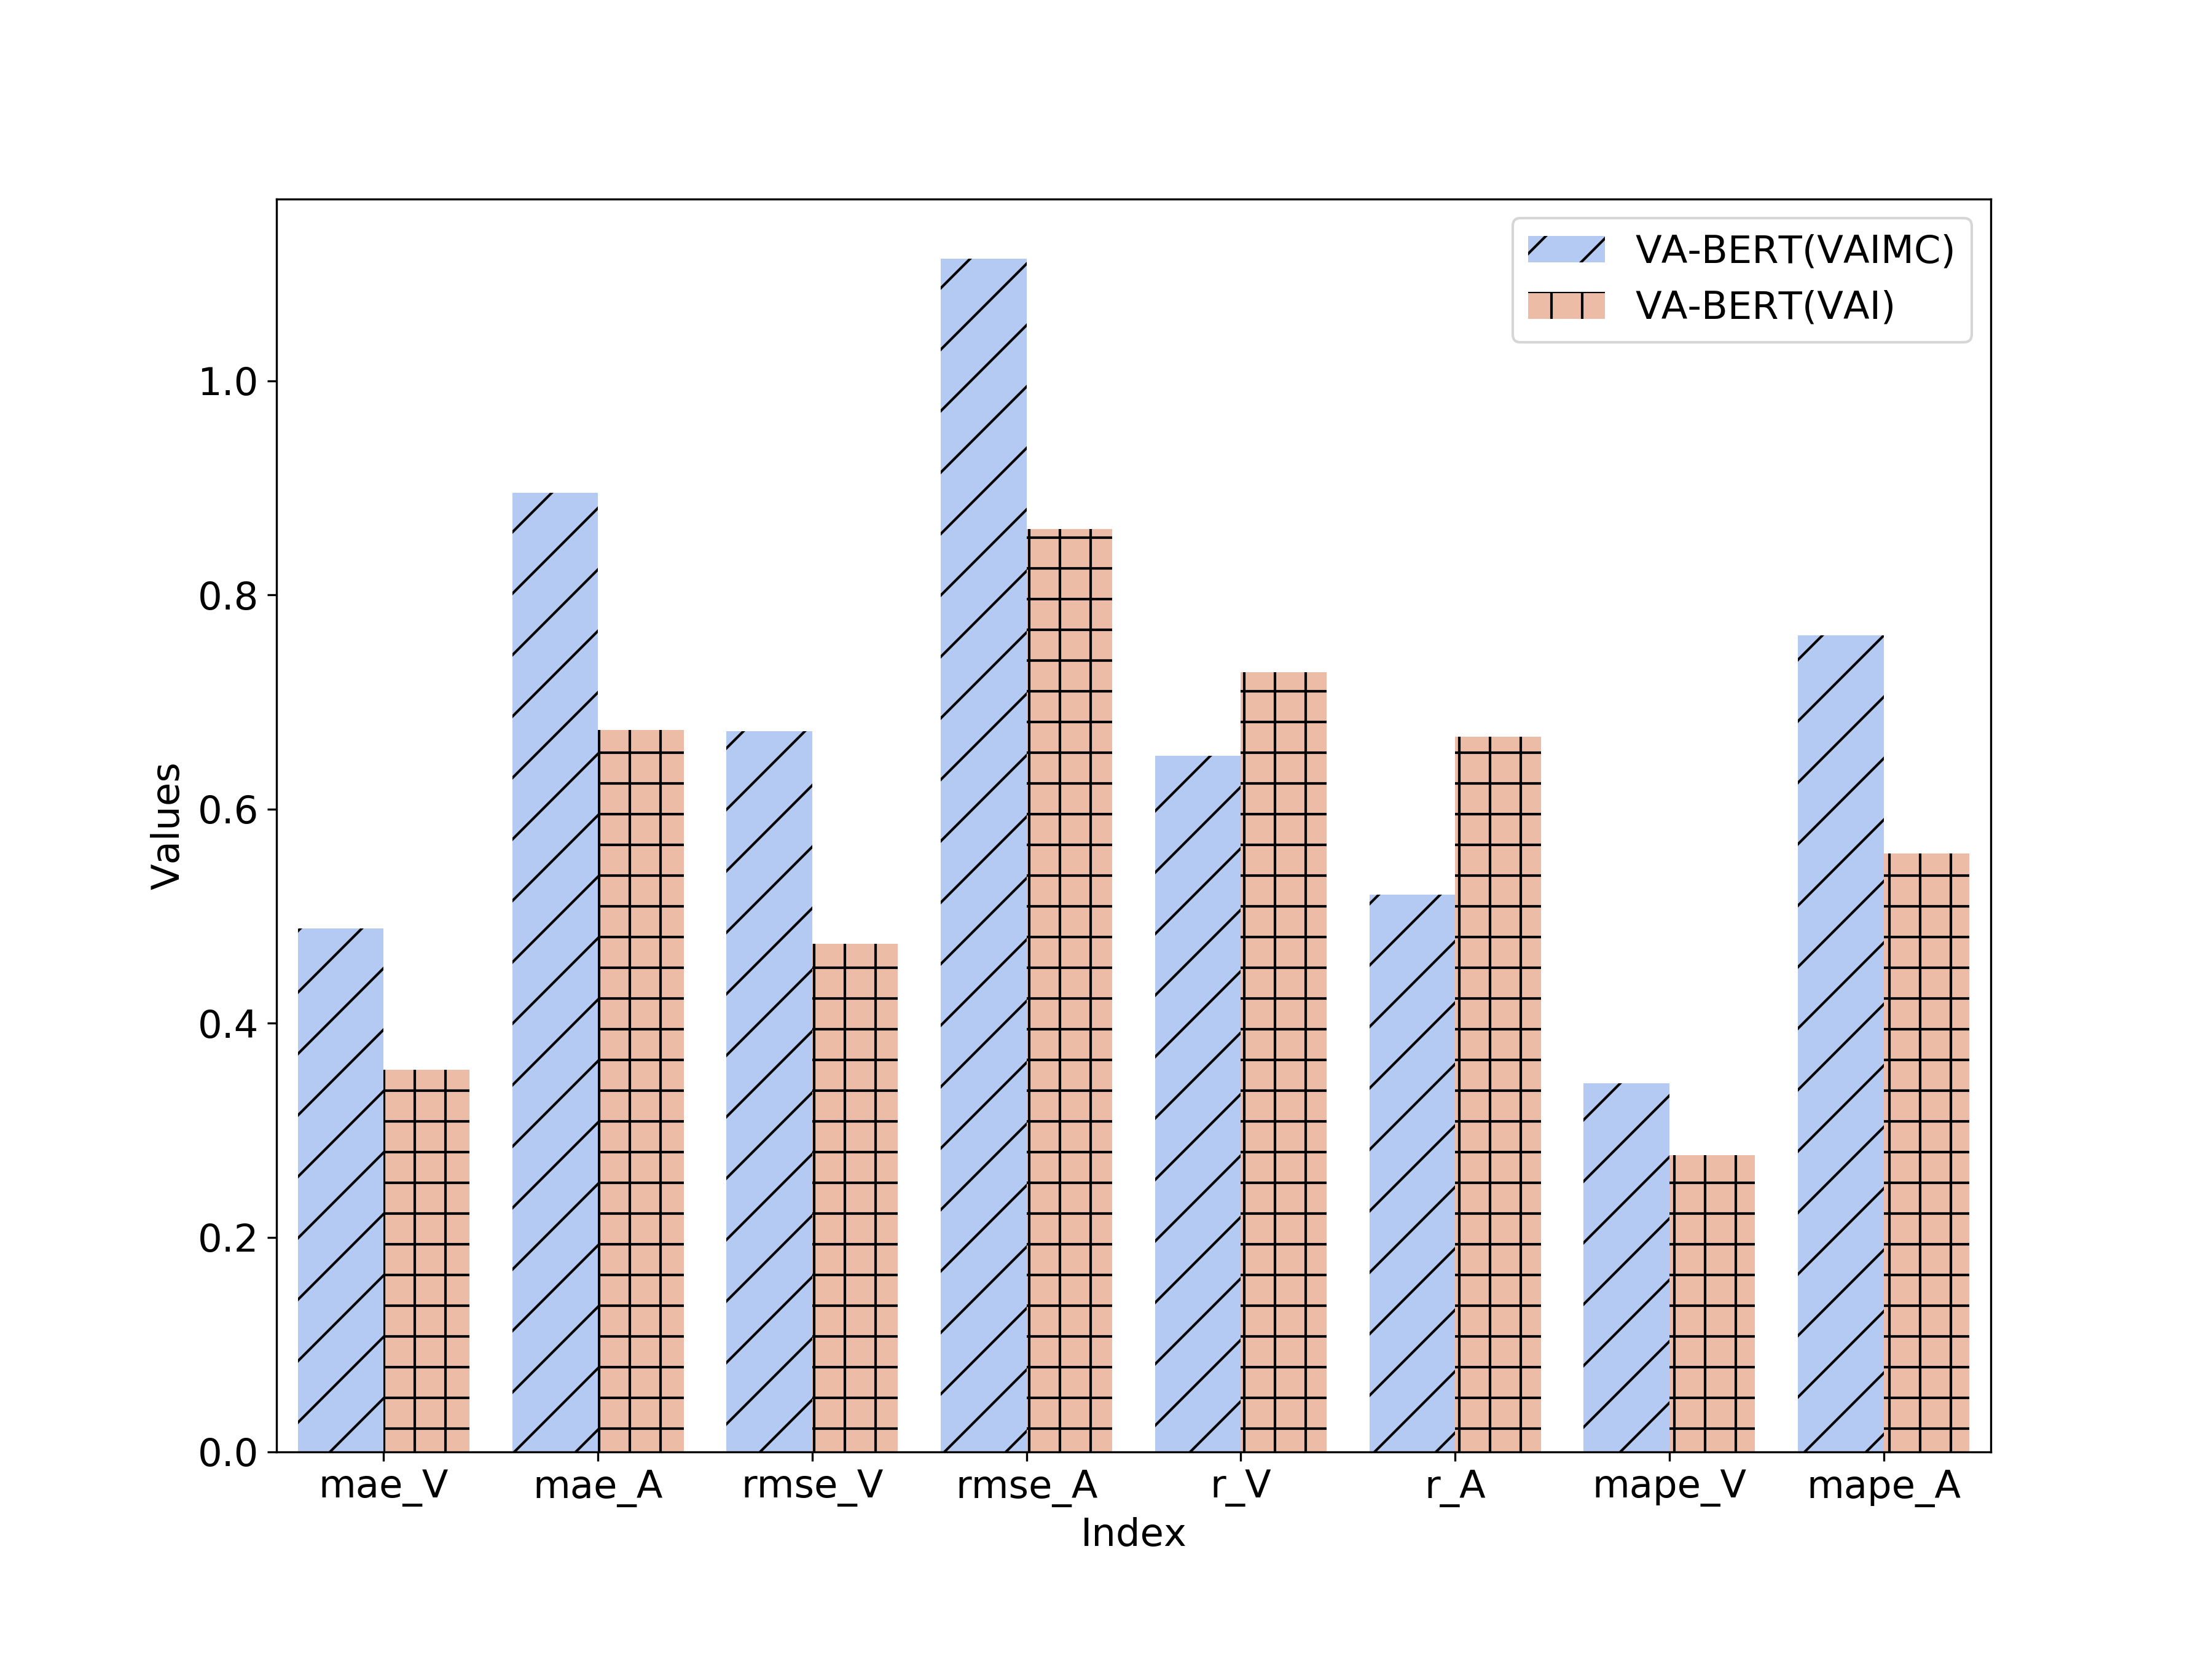 VA-BERT(VAIMC)
VA-BERT(VAI)
1.0
0.8
0.6
0.4
0.2
0.0
Values
mae_V mae_A rmse_V rmse_A r_V r_A mape_V mape_A
Index